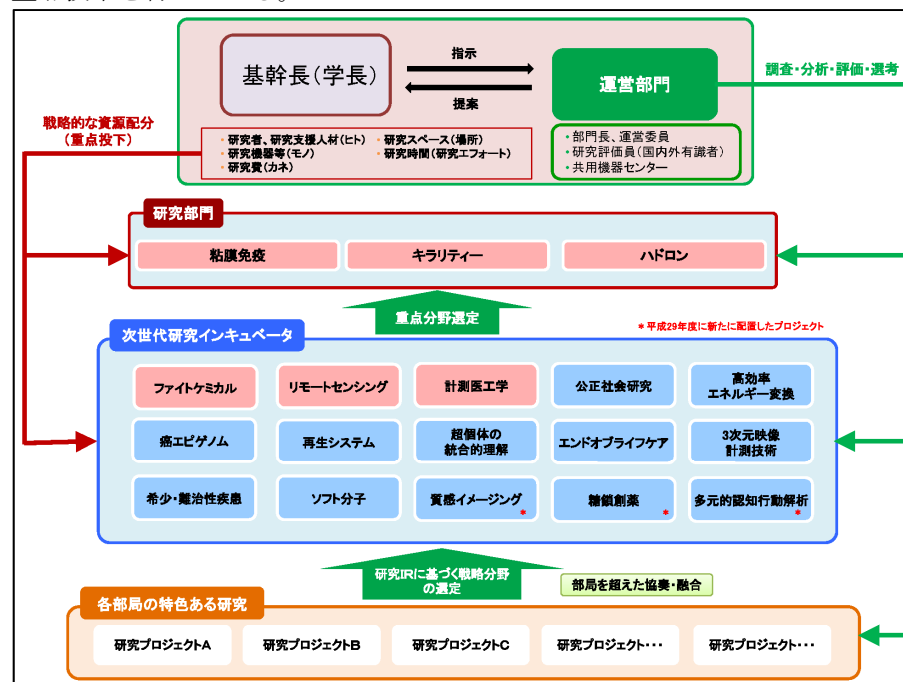 基幹長(学長)
指示
提案
運営部門
調査・分析・評価・選考
戦略的な資源配分
(重点投下)
・研究者、研究支援人材(ヒト)
・研究機器等(モノ)
・研究費(カネ)
・研究スペース(場所)
・研究時間(研究エフォート)
・部門長、運営委員
・研究評価員(国内外有識者)
・共用機器センター
研究部門
粘膜免疫
キラリティー
ハドロン
重点分野選定
次世代研究インキュベータ
*平成29年度に新たに配置したプロジェクト
ファイトケミカル
リモートセンシング
計測医工学
公正社会研究
高効率
エネルギー変換
癌エピゲノム
再生システム
超個体の
統合的理解
エンドオブライフケア
3次元映像
計測技術
希少・難治性疾患
ソフト分子
質感イメージング
*
糖鎖創薬
*
多元的認知行動解析
*
研究IRに基づく戦略分野
の選定
部局を超えた協奏・融合
各部局の特色ある研究
研究プロジェクトA
研究プロジェクトB
研究プロジェクトC
研究プロジェクト・・・
研究プロジェクト・・・